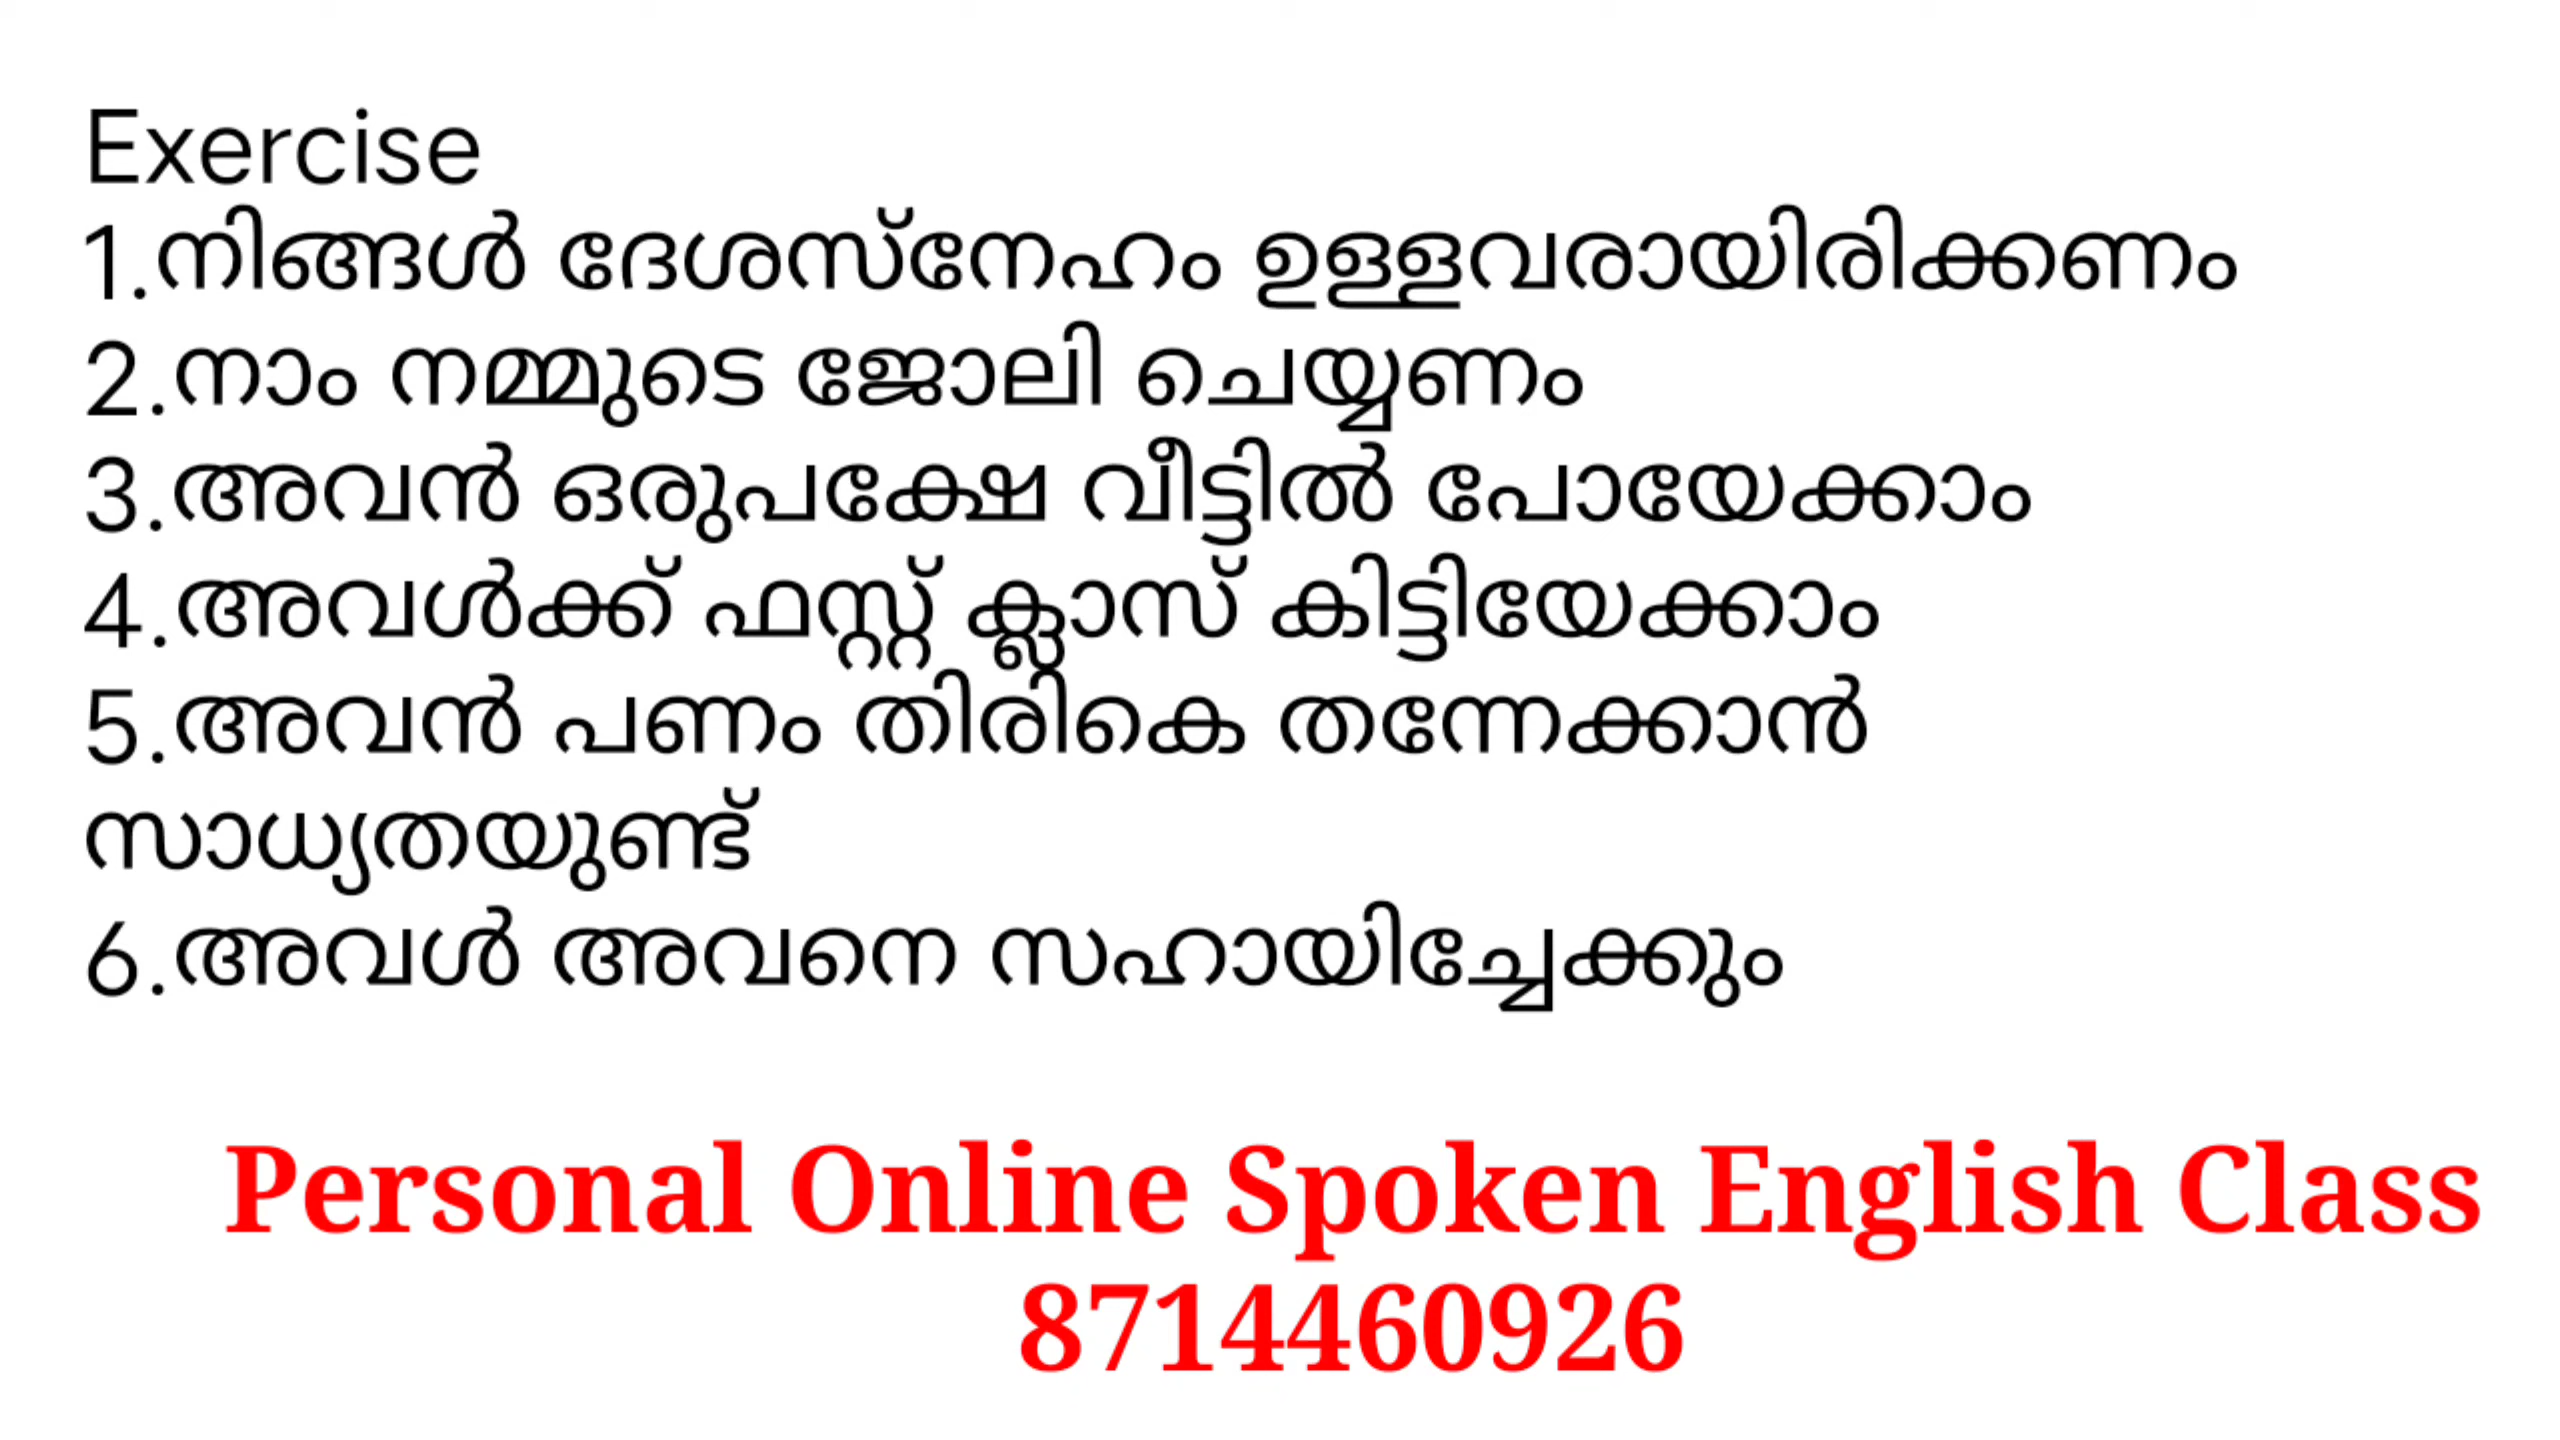 Exercise
1.നിങ്ങൾ ദേശസ്നേഹം ഉള്ളവരായിരിക്കണം
2.നാം നമ്മുടെ ജോലി ചെയ്യണം
3.അവൻ ഒരുപക്ഷേ വീട്ടിൽ പോയേക്കാം
4.അവൾക്ക് ഫസ്റ്റ് ക്ലാസ് കിട്ടിയേക്കാം
5.അവൻ പണം തിരികെ തന്നേക്കാൻ
സാധ്യതയുണ്ട്
6.അവൾ അവനെ സഹായിച്ചേക്കും
Personal Online Spoken English Class
8714460926